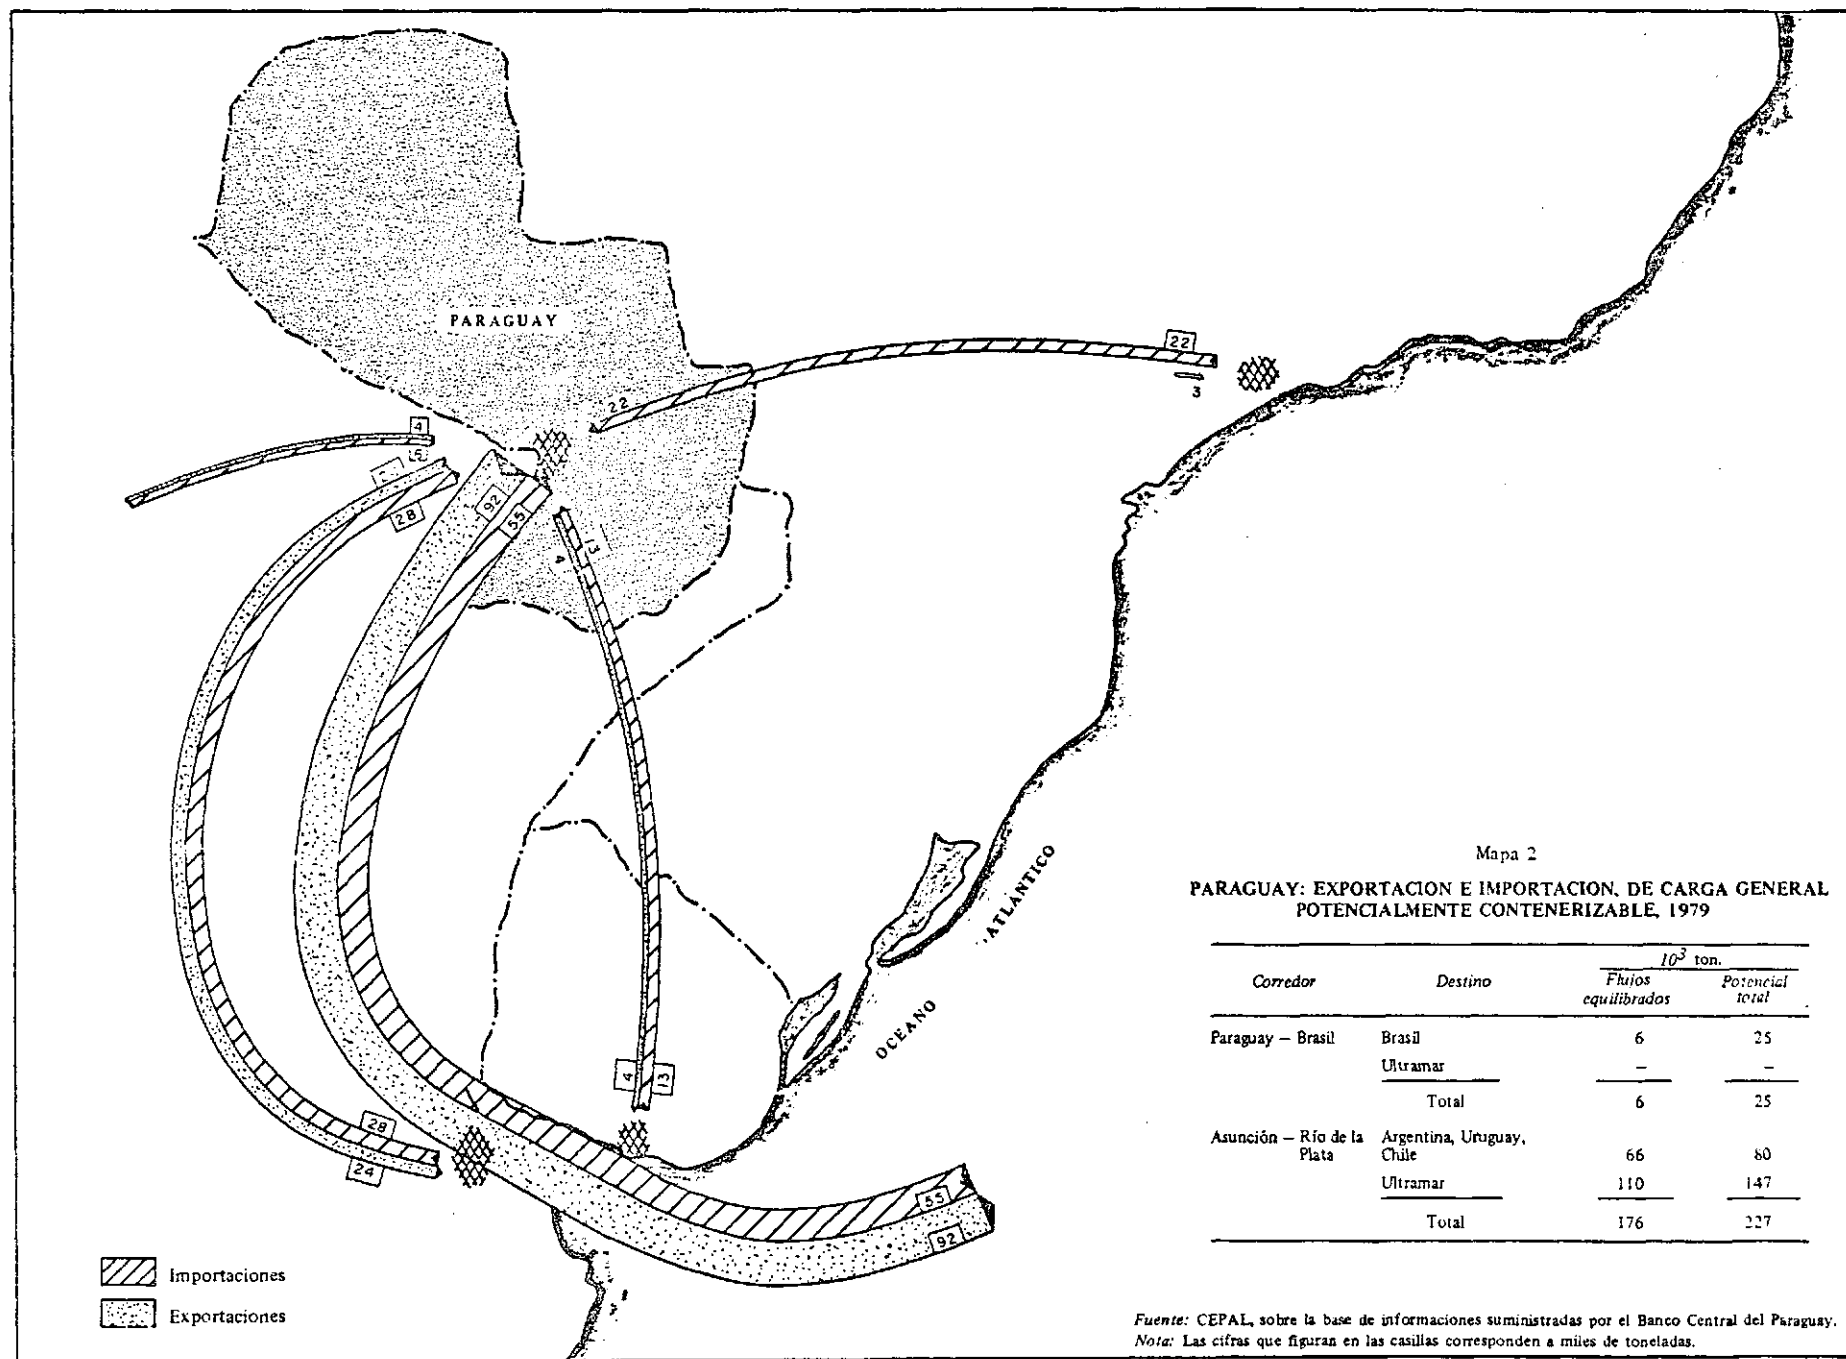 PARAGUAY
22
22
3
4
5
28
92
55
13
4
ATLANTICO
OCEANO
4
13
28
24
55
92
Importaciones
Exportaciones
Mapa 2
PARAGUAY: EXPORTACION E IMPORTACION, DE CARGA GENERAL
POTENCIALMENTE CONTENERIZABLE, 1979
10³ ton.
Corredor Destino Flujos Potencial
equilibrados total
Paraguay – Brasil Brasil 6 25
Ultramar – –
Total 6 25
Asunción – Río de la Argentina, Uruguay,
Plata Chile 66 80
Ultramar 110 147
Total 176 227
Fuente: CEPAL, sobre la base de informaciones suministradas por el Banco Central del Paraguay.
Nota: Las cifras que figuran en las casillas corresponden a miles de toneladas.